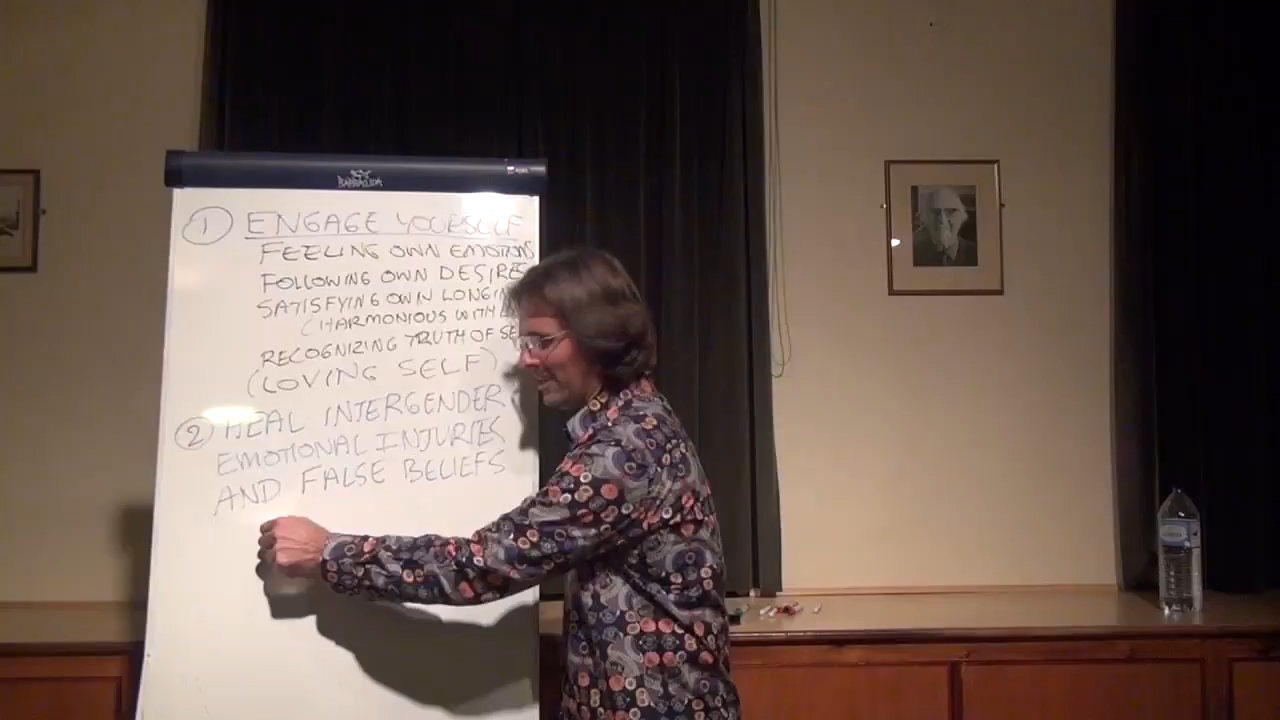 BARRACUDA
① ENGAGE YOURSELF
FEELING OWN EMOTIONS
FOLLOWING OWN DESIRES
SATISFYING OWN
(HARMONIOUS WITH
RECOGNIZING TRUTH OF
(LOVING SELF)
② HEAL INTERGENDER
EMOTIONAL INJURIES
AND FALSE BELIEFS